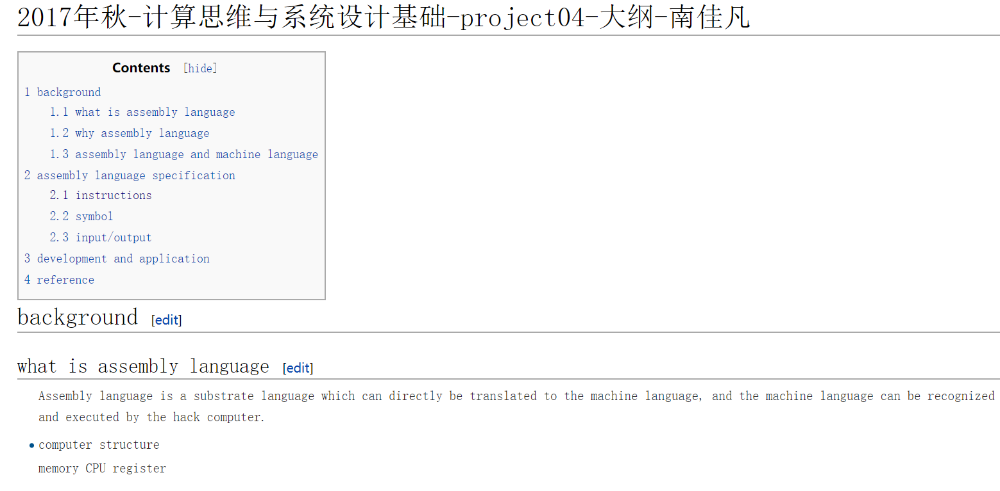 2017年秋-计算思维与系统设计基础-project04-大纲-南佳凡
Contents [hide]
1 background
1.1 what is assembly language
1.2 why assembly language
1.3 assembly language and machine language
2 assembly language specification
2.1 instructions
2.2 symbol
2.3 input/output
3 development and application
4 reference
background [edit]
what is assembly language [edit]
Assembly language is a substrate language which can directly be translated to the machine language, and the machine language can be recognized
and executed by the hack computer.
computer structure
memory CPU register